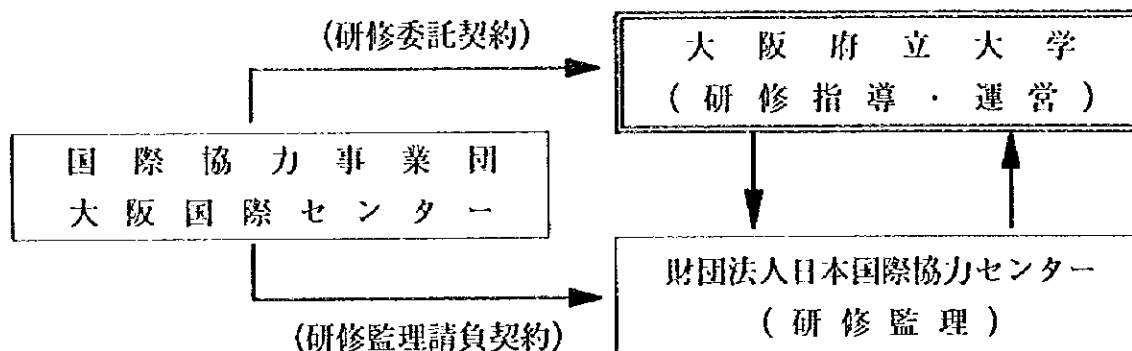 (研修委託契約)
大阪府立大学
(研修指導・運営)
国際協力事業団
大阪国際センター
財団法人日本国際協力センター
(研修監理)
(研修監理請負契約)